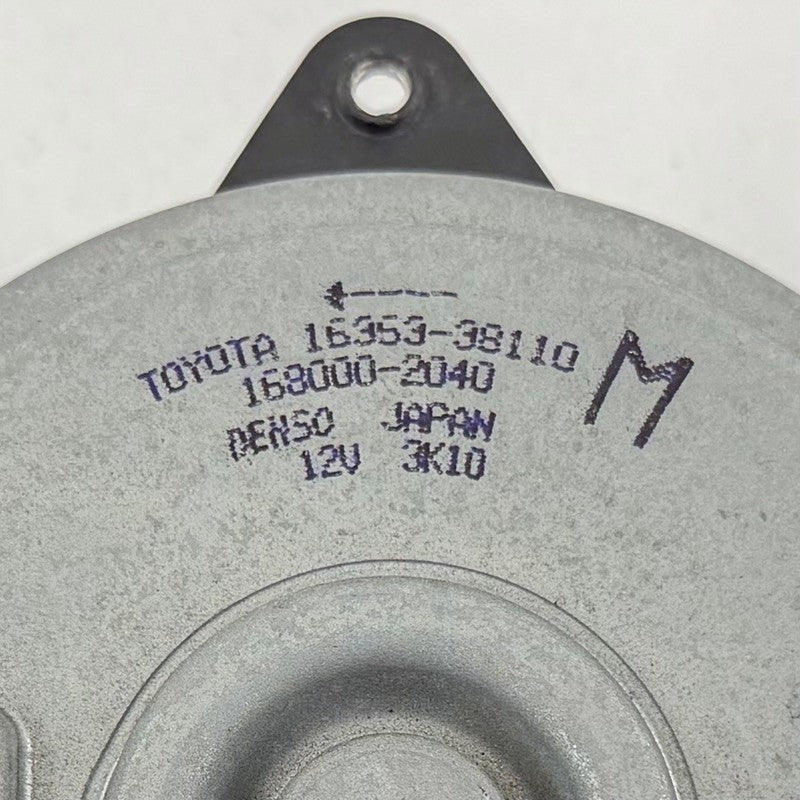 TOYOTA 16363-38110
168000-2040
DENSO JAPAN
12V 3K10
M